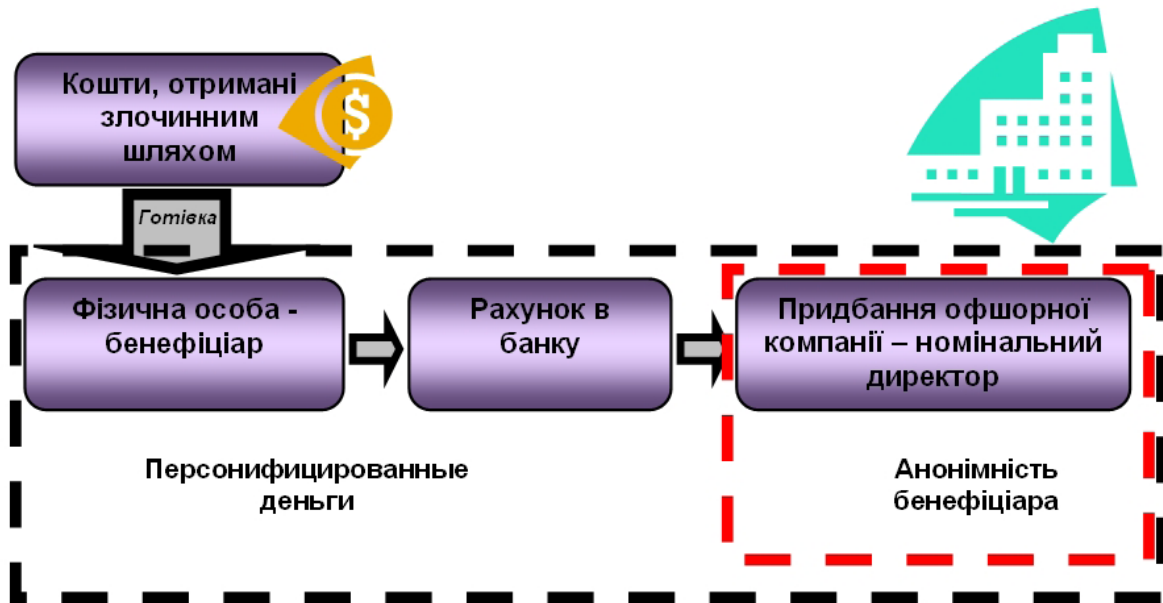 Кошти, отримані
злочинним
шляхом
$
Готівка
Фізична особа -
бенефіціар
Рахунок в
банку
Придбання офшорної
компанії – номінальний
директор
Персонифицированные
деньги
Анонімність
бенефіціара